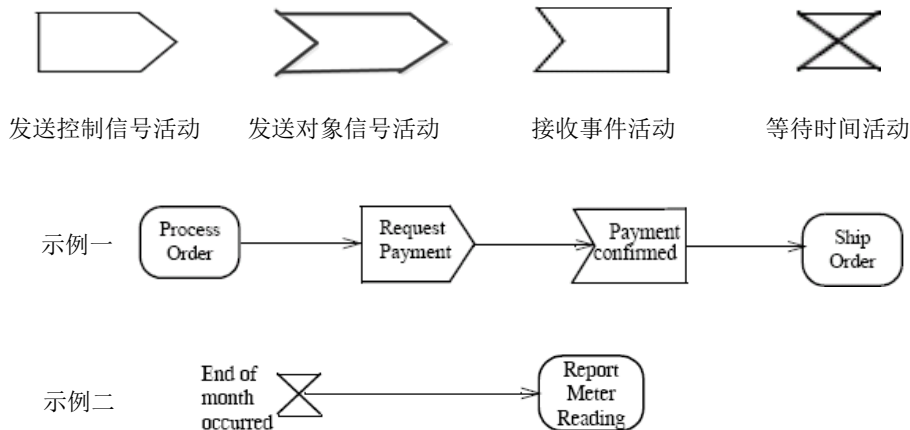 发送控制信号活动 发送对象信号活动 接收事件活动 等待时间活动
示例一
Process
Order
Request
Payment
Payment
confirmed
Ship
Order
示例二
End of
month
occurred
Report
Meter
Reading